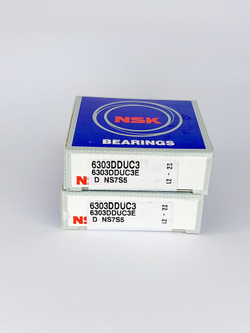 NSK
BEARINGS
6303DDUC3
6303DDUC3E
D NS7S5
12 - 23
N
6303DDUC3
6303DDUC3E
D NS7S5
12 - 23
N